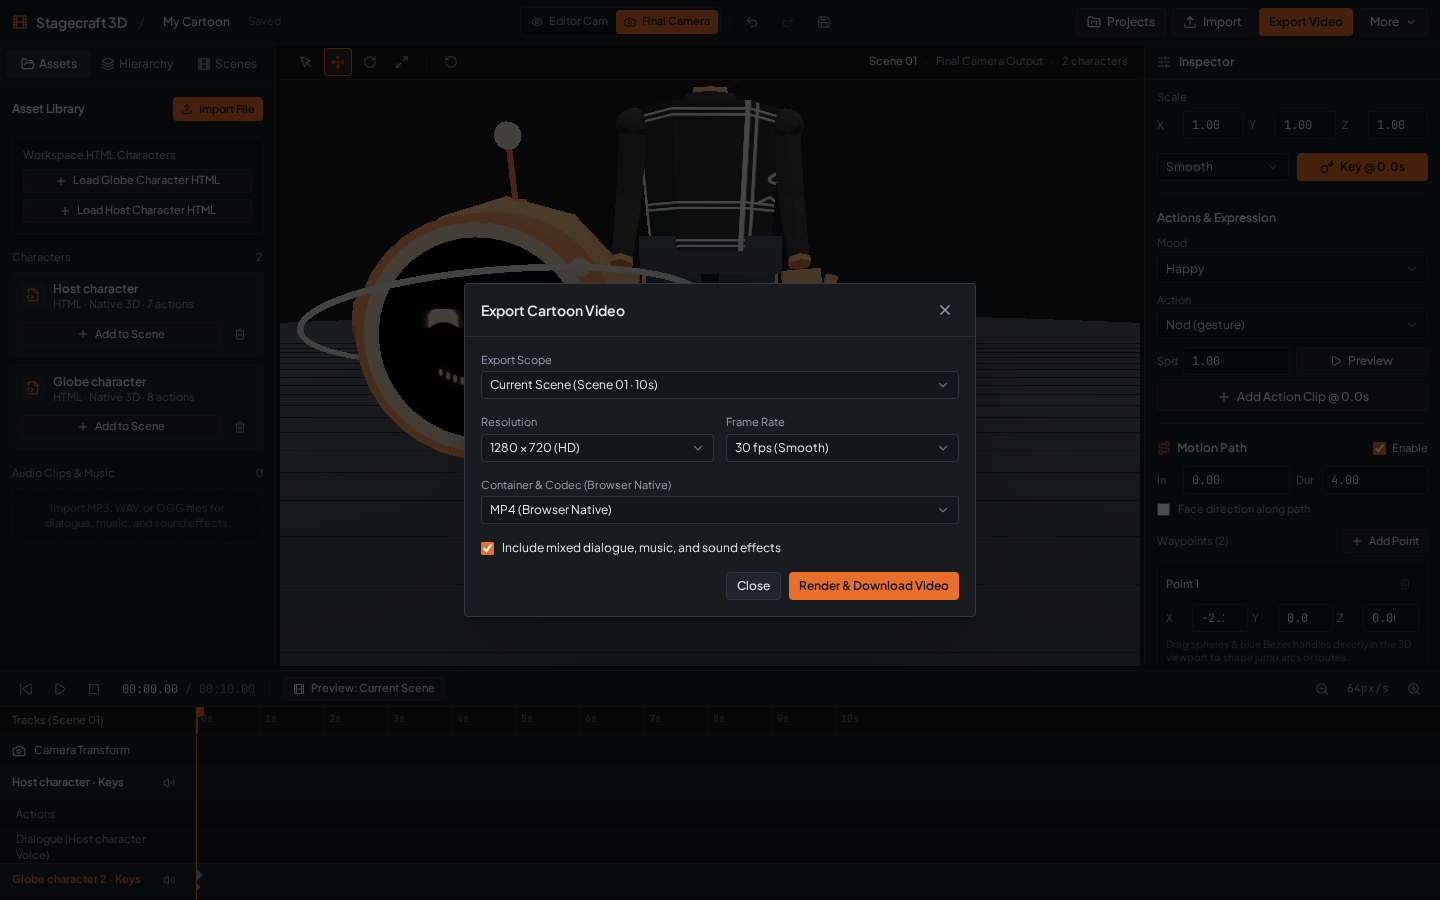 Stagecraft 3D / My Cartoon Saved
Editor Cam Final Camera
Projects Import Export Video More
Assets Hierarchy Scenes
Scene 01 · Final Camera Output · 2 characters
Inspector
Asset Library Import File
Workspace HTML Characters
+ Load Globe Character HTML
+ Load Host Character HTML
Characters 2
Host character
HTML · Native 3D · 7 actions
+ Add to Scene
Globe character
HTML · Native 3D · 8 actions
+ Add to Scene
Audio Clips & Music 0
Import MP3, WAV, or OGG files for
dialogue, music, and sound effects.
Export Cartoon Video
Export Scope
Current Scene (Scene 01 · 10s)
Resolution Frame Rate
1280 × 720 (HD) 30 fps (Smooth)
Container & Codec (Browser Native)
MP4 (Browser Native)
Include mixed dialogue, music, and sound effects
Close Render & Download Video
Scale
X 1.00 Y 1.00 Z 1.00
Smooth Key @ 0.0s
Actions & Expression
Mood
Happy
Action
Nod (gesture)
Spd 1.00 Preview
+ Add Action Clip @ 0.0s
Motion Path Enable
In 0.00 Dur 4.00
Face direction along path
Waypoints (2) + Add Point
Point 1
X -2. Y 0.0 Z 0.0
Drag spheres & blue Bezier handles directly in the 3D
viewport to shape jump arcs or routes.
00:00.00 / 00:10.00 Preview: Current Scene 64px/s
Tracks (Scene 01) 0s 1s 2s 3s 4s 5s 6s 7s 8s 9s 10s
Camera Transform
Host character · Keys
Actions
Dialogue (Host character
Voice)
Globe character 2 · Keys